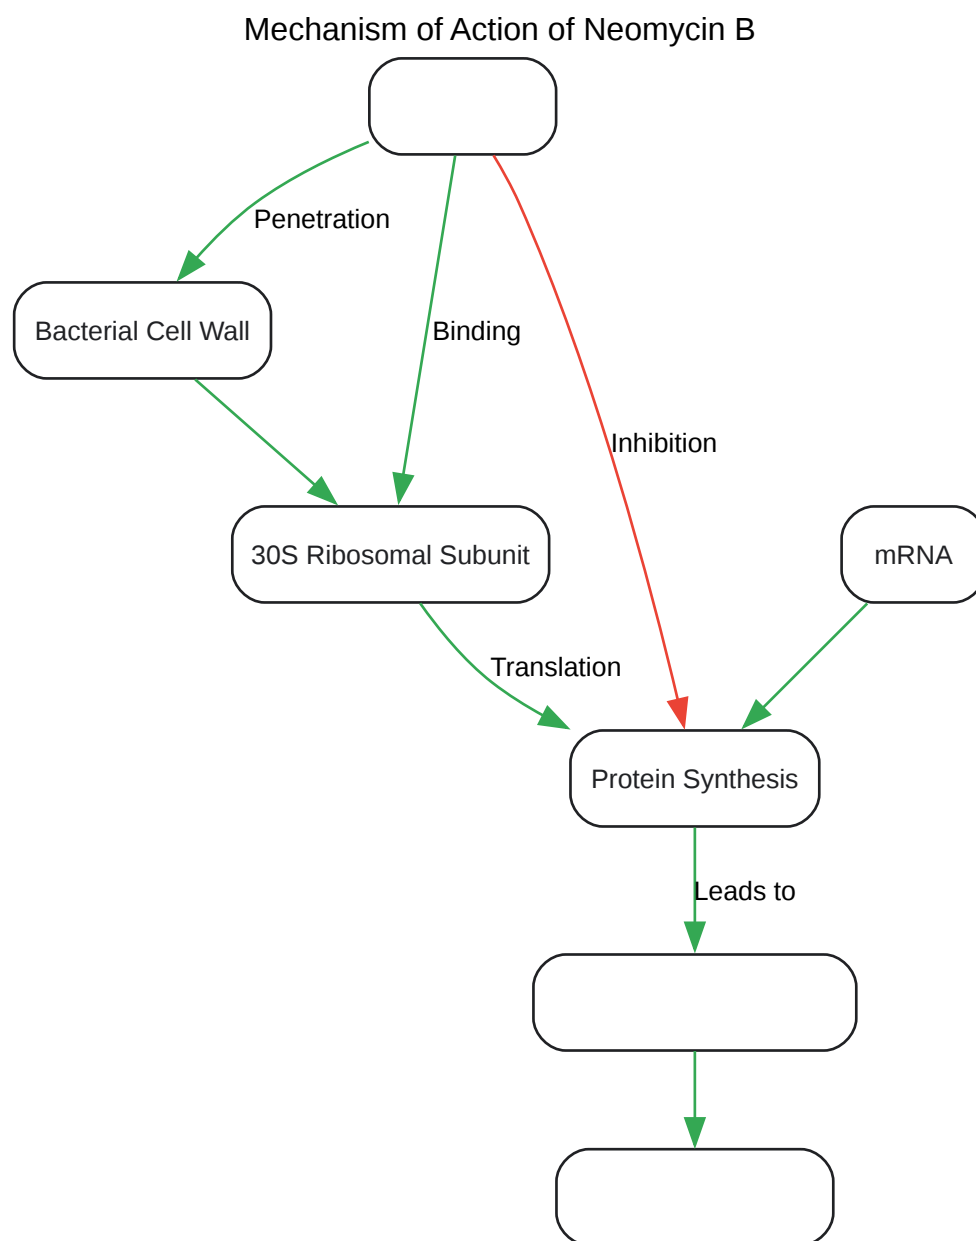 Mechanism of Action of Neomycin B
Penetration
Bacterial Cell Wall
Binding
Inhibition
30S Ribosomal Subunit
mRNA
Translation
Protein Synthesis
Leads to